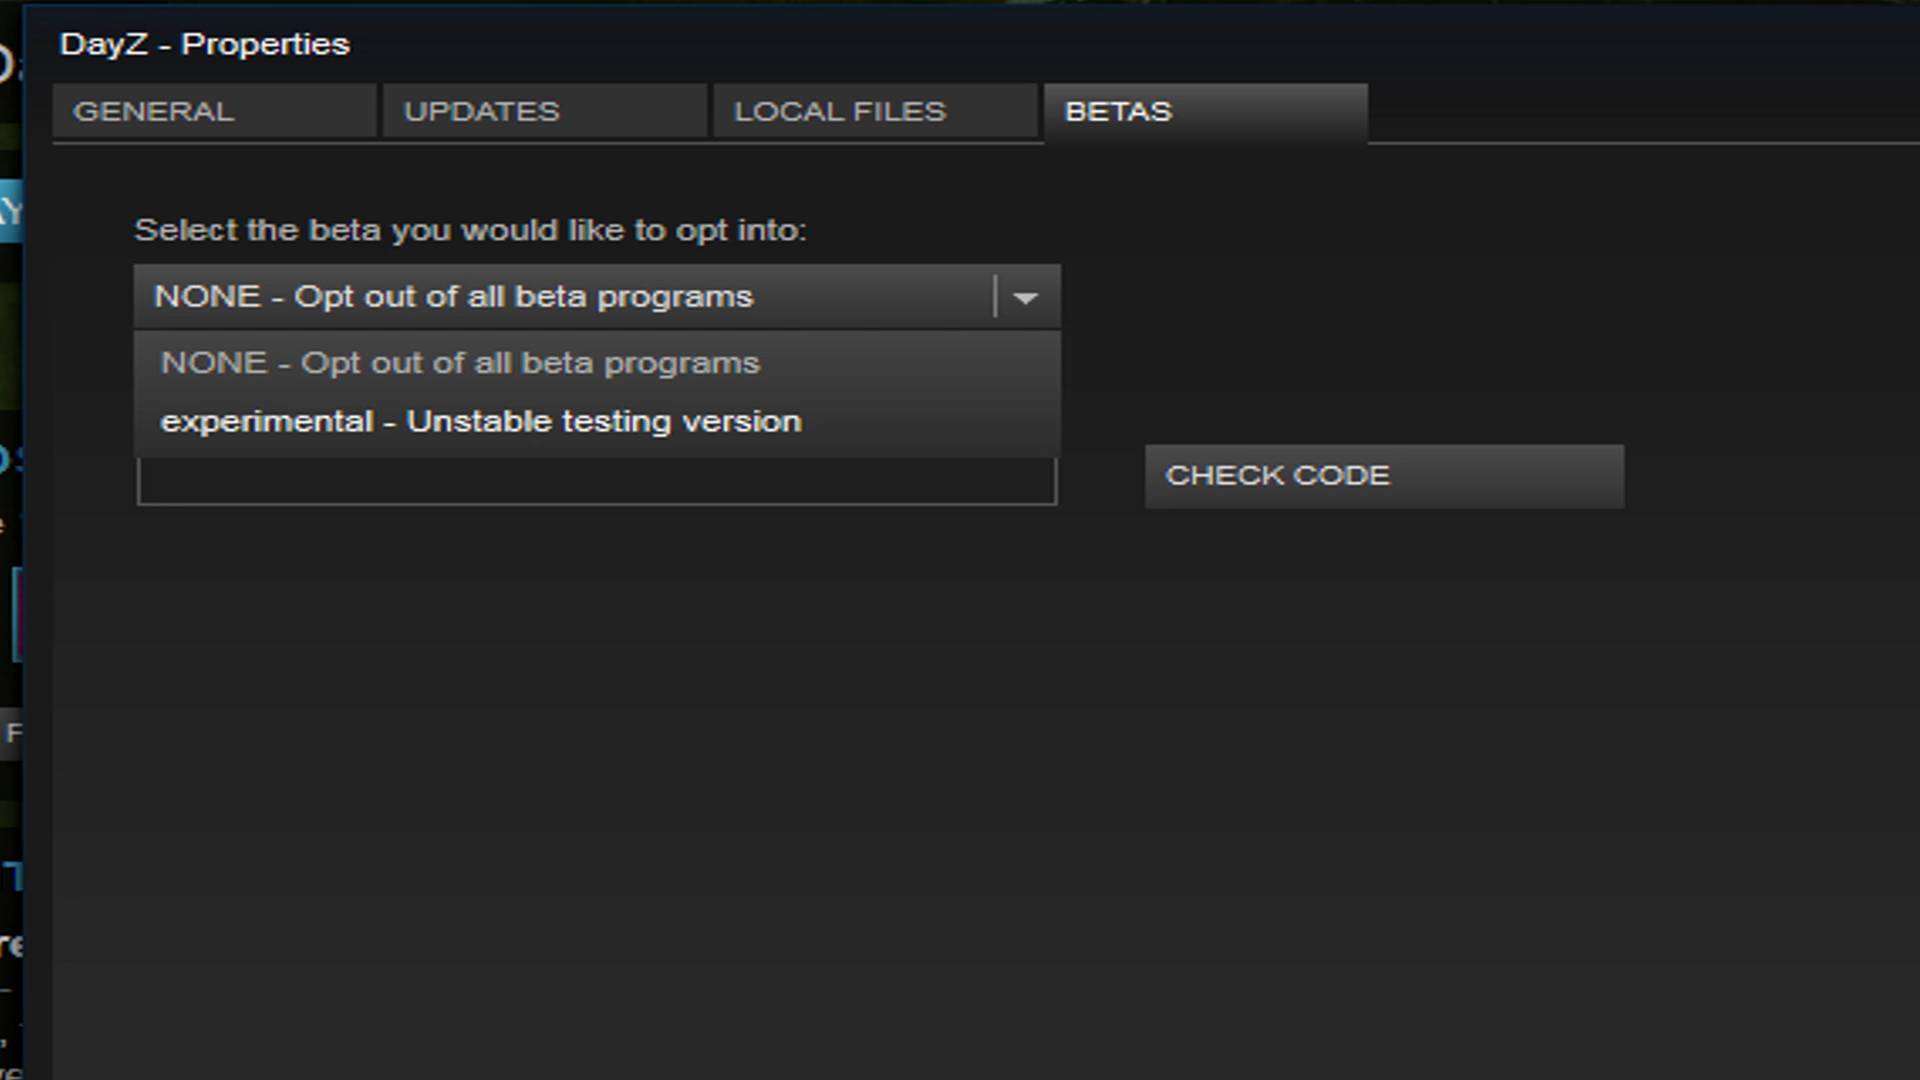 DayZ - Properties
GENERAL
UPDATES
LOCAL FILES
BETAS
Select the beta you would like to opt into:
NONE - Opt out of all beta programs
NONE - Opt out of all beta programs
experimental - Unstable testing version
CHECK CODE